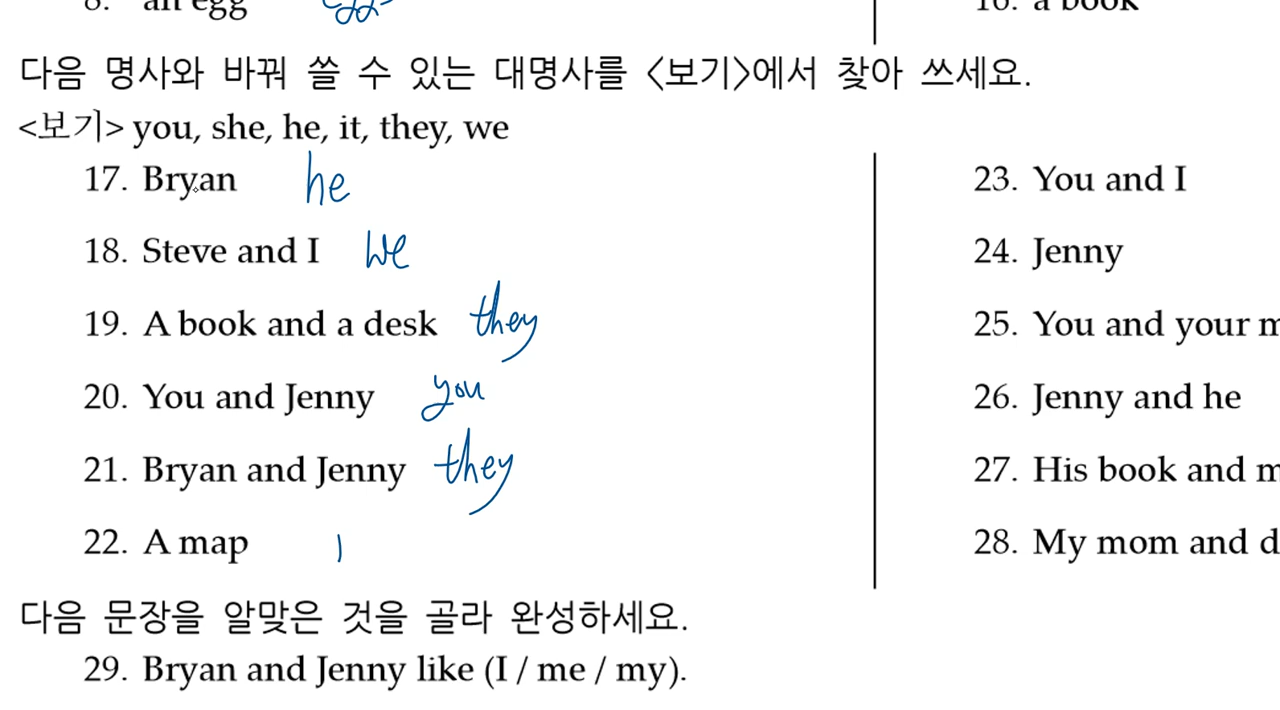 8. an egg
16. a book
다음 명사와 바꿔 쓸 수 있는 대명사를 <보기>에서 찾아 쓰세요.
<보기> you, she, he, it, they, we
17. Bryan he
18. Steve and I we
19. A book and a desk they
20. You and Jenny you
21. Bryan and Jenny they
22. A map
23. You and I
24. Jenny
25. You and your
26. Jenny and he
27. His book and
28. My mom and
다음 문장을 알맞은 것을 골라 완성하세요.
29. Bryan and Jenny like (I / me / my).